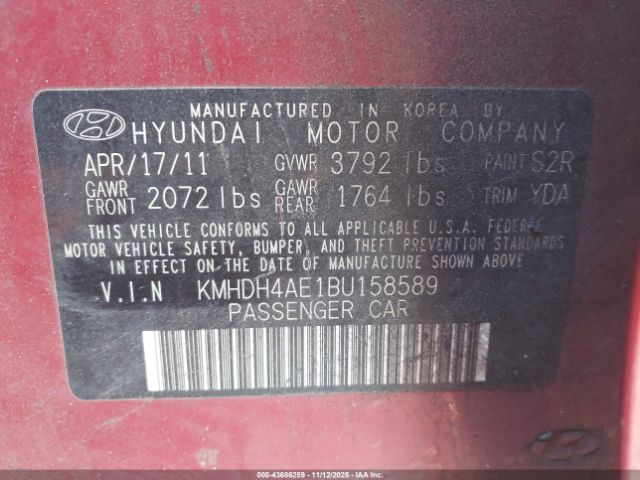 MANUFACTURED IN KOREA BY
HYUNDAI MOTOR COMPANY
APR/17/11 GVWR 3792 lbs PAINT S2R
GAWR FRONT 2072 lbs GAWR REAR 1764 lbs TRIM YDA
THIS VEHICLE CONFORMS TO ALL APPLICABLE U.S.A. FEDERAL
MOTOR VEHICLE SAFETY, BUMPER, AND THEFT PREVENTION STANDARDS
IN EFFECT ON THE DATE OF MANUFACTURE SHOWN ABOVE
V.I.N KMHDH4AE1BU158589
PASSENGER CAR
000-43686259 - 11/12/2025 - IAAI.COM